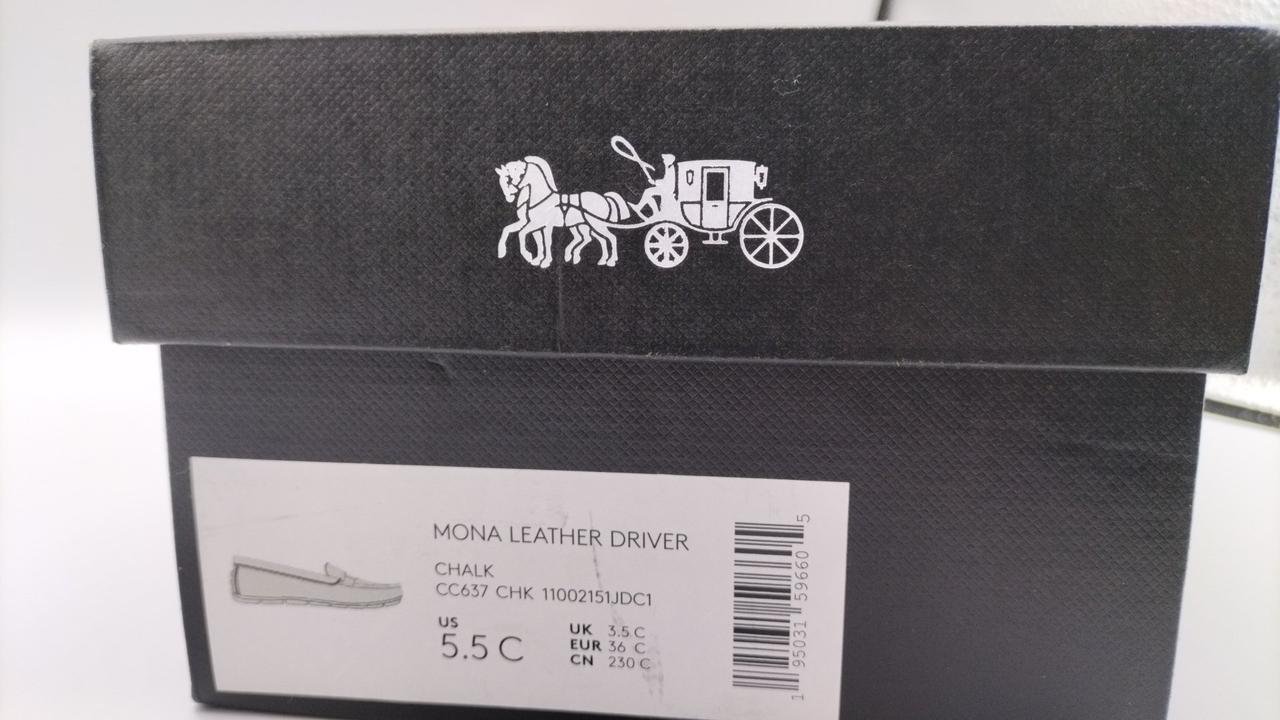 MONA LEATHER DRIVER
CHALK
CC637 CHK 11002151JDC1
US
5.5 C
UK 3.5 C
EUR 36 C
CN 230 C
1 95031 59660 5